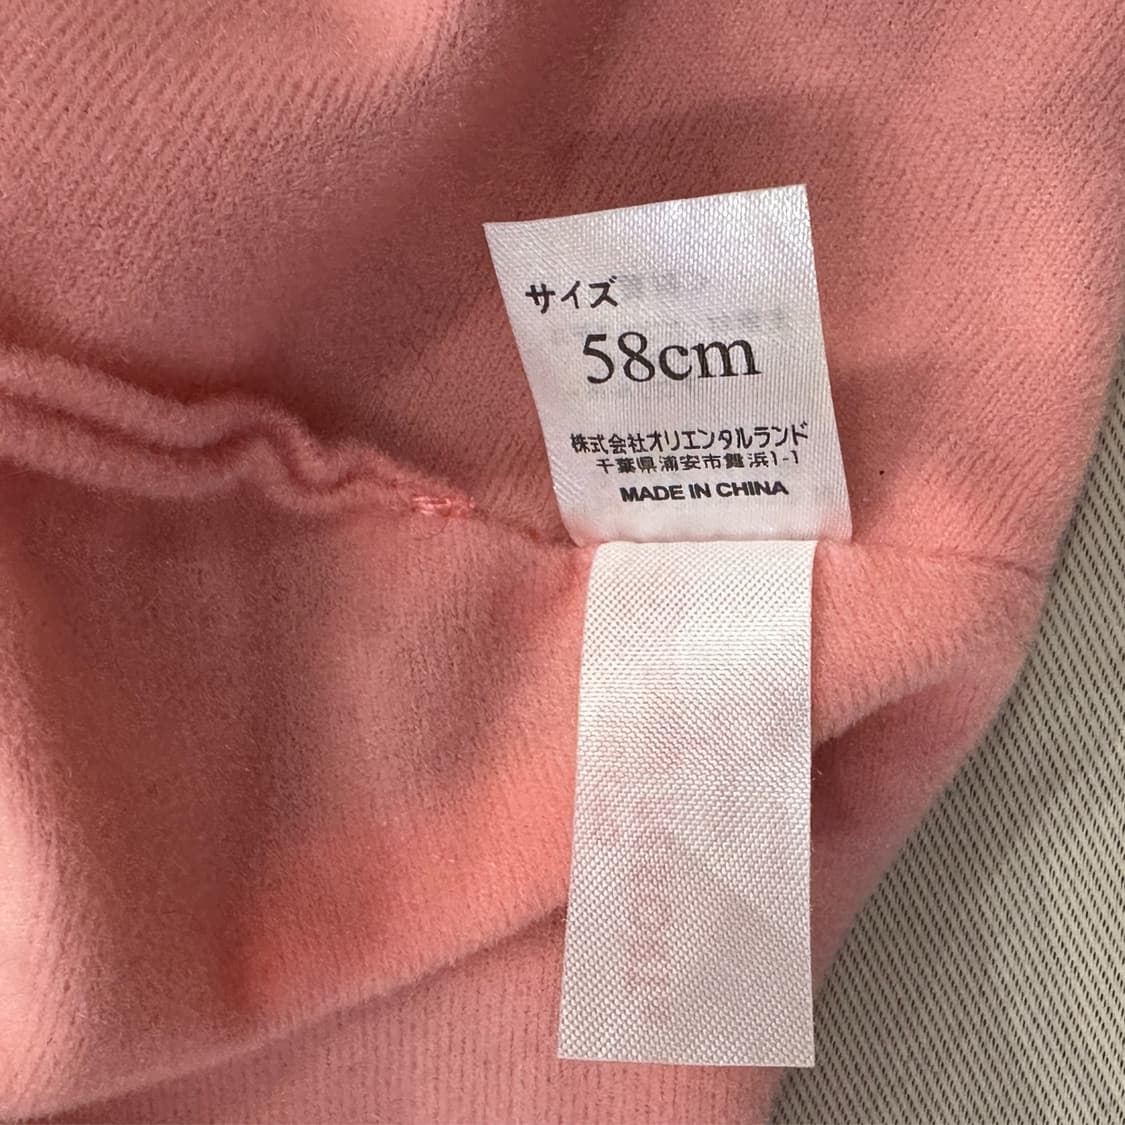 サイズ
58cm
株式会社オリエンタルランド
千葉県浦安市舞浜1-1
MADE IN CHINA